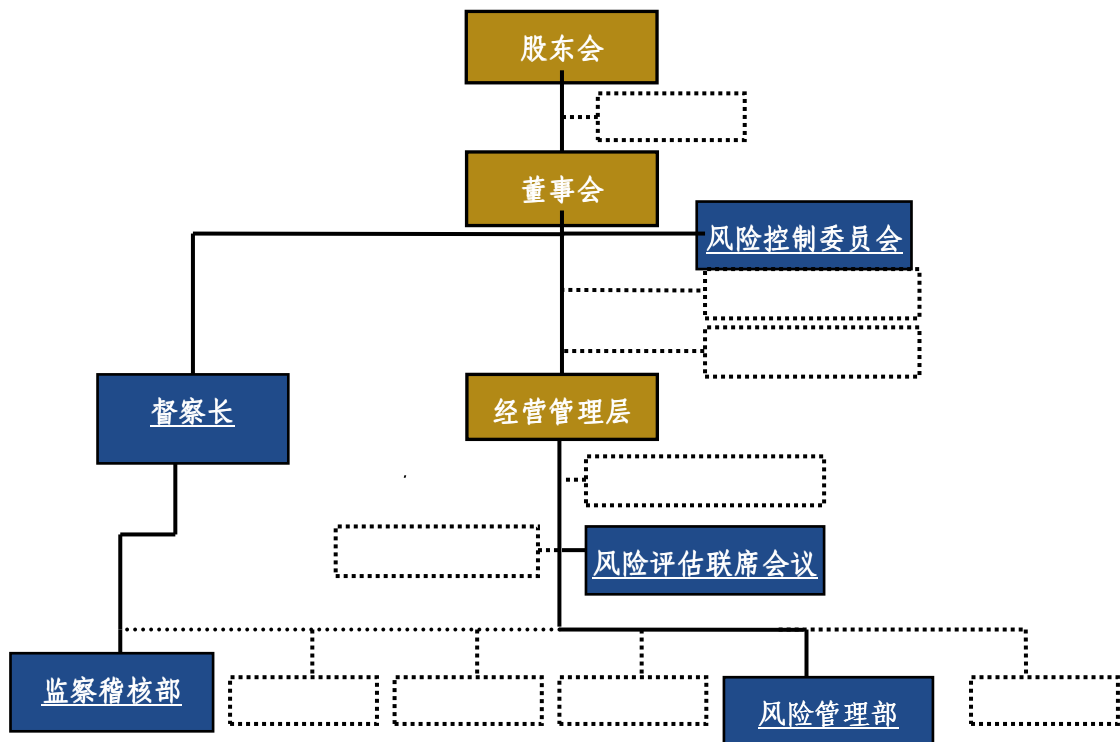 股东会
董事会
风险控制委员会
督察长
经营管理层
风险评估联席会议
监察稽核部
风险管理部